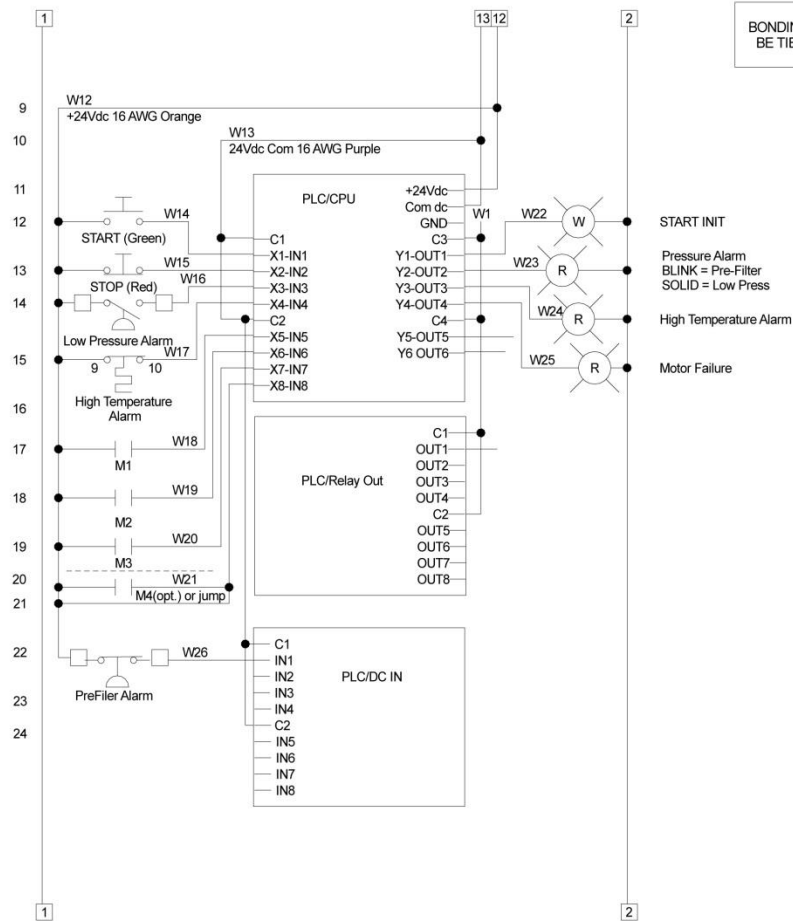 1
13 12
2
BONDIN
BE TIE
9
W12
+24Vdc 16 AWG Orange
10
W13
24Vdc Com 16 AWG Purple
11
PLC/CPU
+24Vdc
Com dc
GND
W1
12
START (Green)
W14
C1
C3
W22
W
START INIT
X1-IN1
Y1-OUT1
13
STOP (Red)
W15
X2-IN2
Y2-OUT2
W23
R
Pressure Alarm
BLINK = Pre-Filter
SOLID = Low Press
14
Low Pressure Alarm
W16
X3-IN3
Y3-OUT3
W24
R
High Temperature Alarm
X4-IN4
Y4-OUT4
C2
C4
15
9 10
W17
High Temperature
Alarm
X5-IN5
Y5-OUT5
X6-IN6
Y6 OUT6
X7-IN7
X8-IN8
W25
R
Motor Failure
16
17
M1
W18
18
M2
W19
19
M3
W20
20
W21
M4(opt.) or jump
21
PLC/Relay Out
C1
OUT1
OUT2
OUT3
OUT4
C2
OUT5
OUT6
OUT7
OUT8
22
W26
PreFiler Alarm
23
24
PLC/DC IN
C1
IN1
IN2
IN3
IN4
C2
IN5
IN6
IN7
IN8
1
2